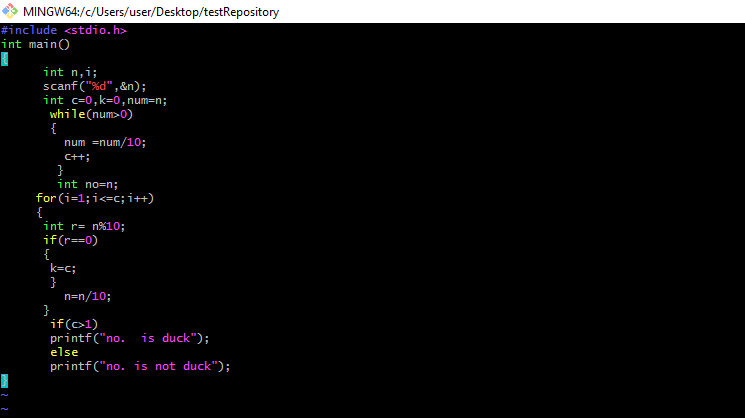 MINGW64:/c/Users/user/Desktop/testRepository
#include <stdio.h>
int main()
{
int n,i;
scanf("%d",&n);
int c=0,k=0,num=n;
while(num>0)
{
num =num/10;
c++;
}
int no=n;
for(i=1;i<=c;i++)
{
int r= n%10;
if(r==0)
{
k=c;
}
n=n/10;
}
if(c>1)
printf("no.  is duck");
else
printf("no. is not duck");
}
~
~